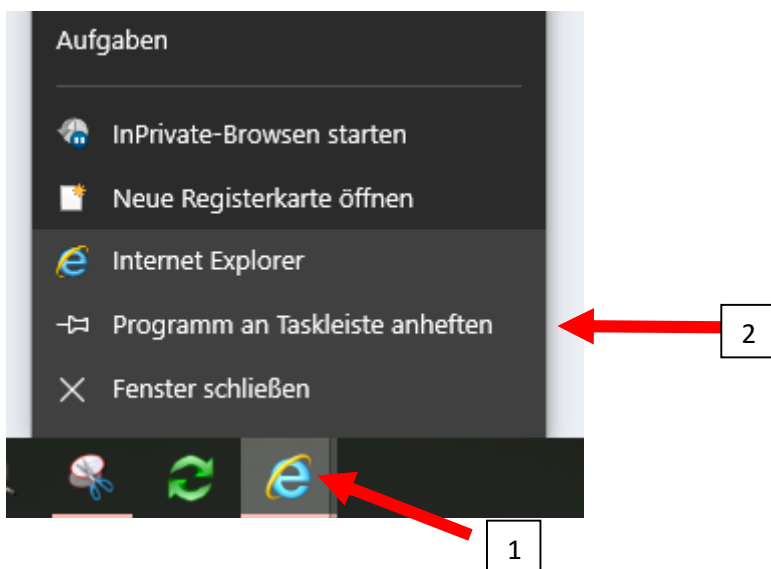 Aufgaben
InPrivate-Browsen starten
Neue Registerkarte öffnen
Internet Explorer
Programm an Taskleiste anheften
2
Fenster schließen
1